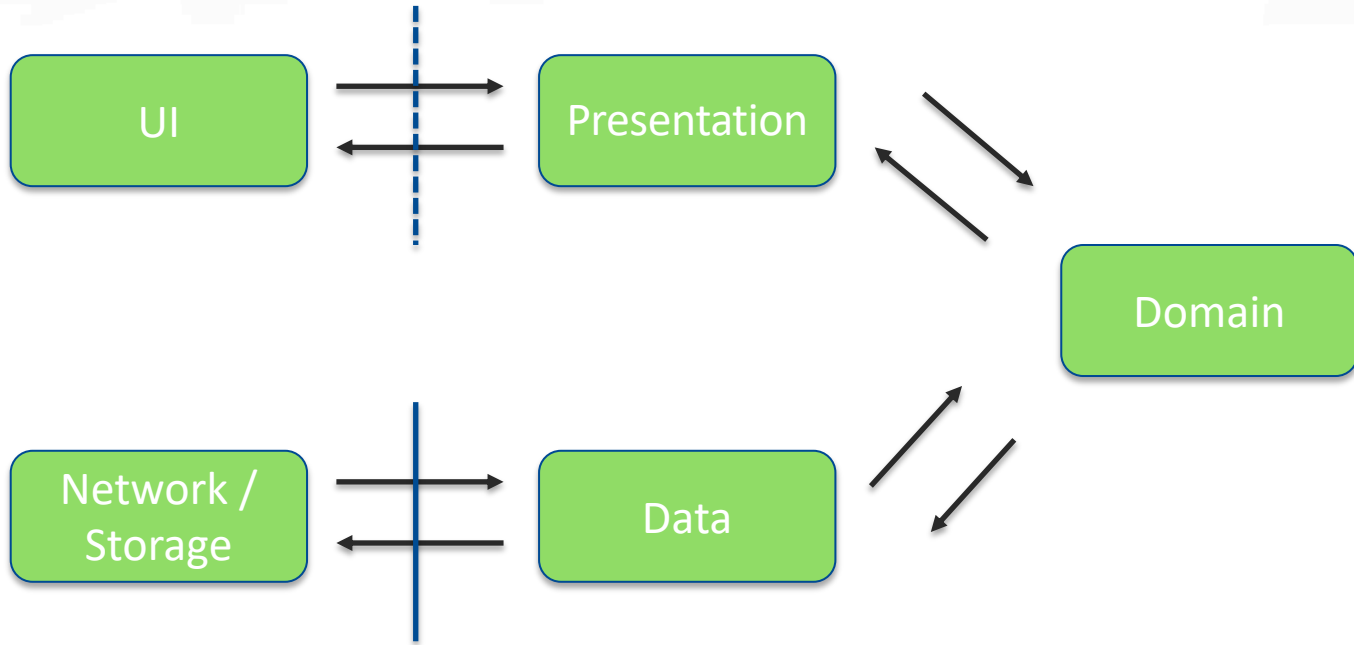 UI
Presentation
Domain
Network /
Storage
Data